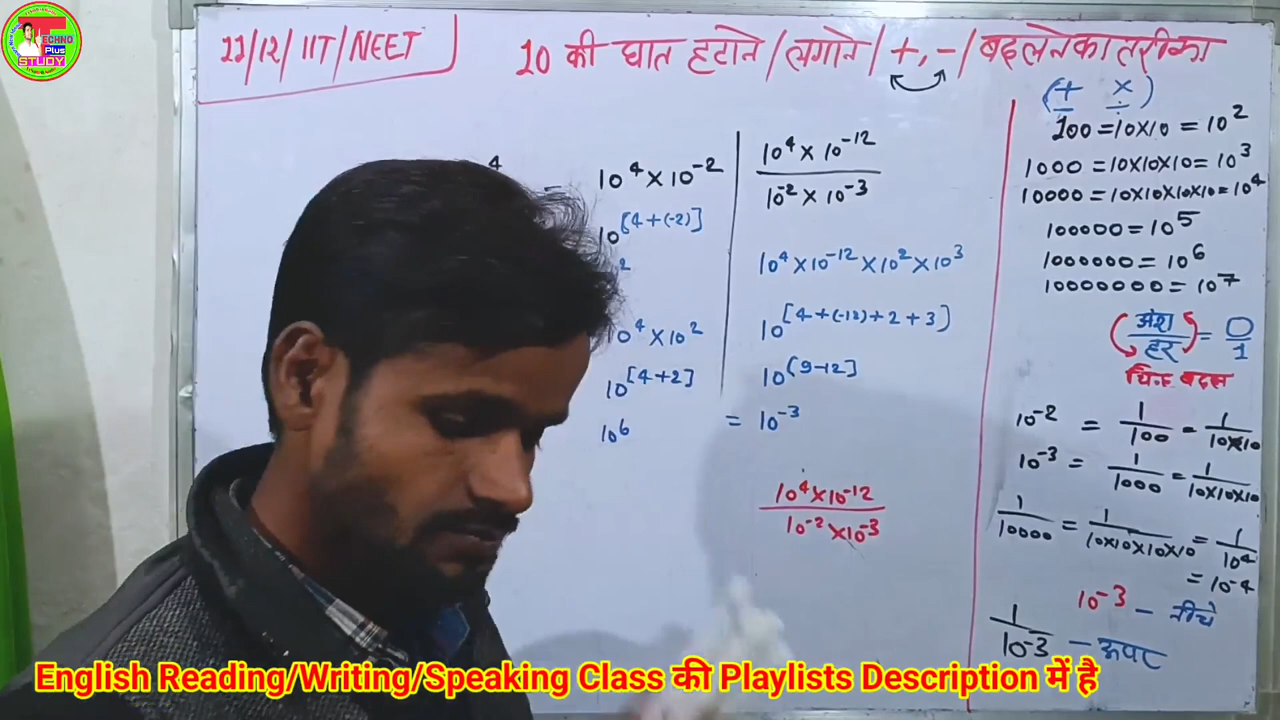 TECHNO
Plus
STUDY
11/12/IIT/NEET
10 की घात हटाने/लगाने/+,-/बदलने का तरीका
4
= 10⁴×10⁻²
10^[4+(-2)]
2
10⁴×10²
10^[4+2]
10⁶
10⁴×10⁻¹²
10⁻²×10⁻³
10⁴×10⁻¹²×10²×10³
10^[4+(-12)+2+3]
10^(9-12]
= 10⁻³
10⁴×10⁻¹²
10⁻²×10⁻³
(+ ×)
- ÷
100=10×10=10²
1000=10×10×10=10³
10000=10×10×10×10=10⁴
100000=10⁵
1000000=10⁶
10000000=10⁷
(अंश/हर)=0/1
चिन्ह बदल
10⁻² = 1/100 = 1/10×10
10⁻³ = 1/1000 = 1/10×10×10
1/10000 = 1/10×10×10×10 = 1/10⁴
= 10⁻⁴
10⁻³ - नीचे
1/10⁻³ - ऊपर
English Reading/Writing/Speaking Class की Playlists Description में है